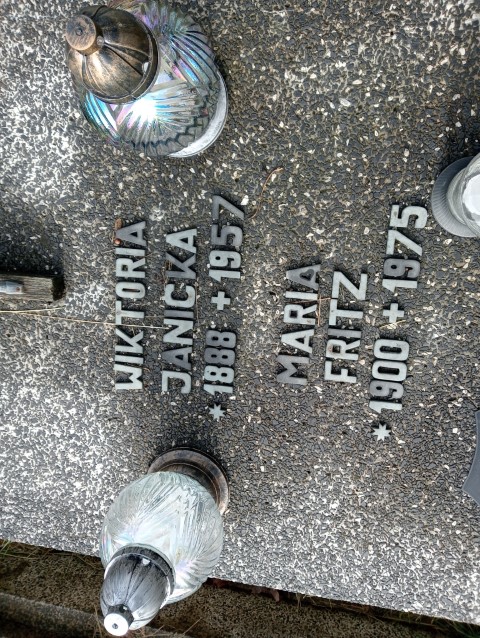 WIKTORIA
JANICKA
*1888 + 1957
MARIA
FRITZ
*1900 + 1975